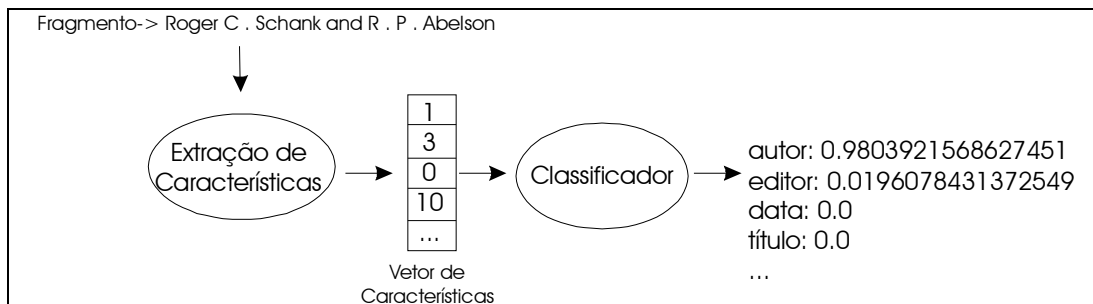 Fragmento-> Roger C . Schank and R . P . Abelson
Extração de
Características
1
3
0
10
...
Vetor de
Características
Classificador
autor: 0.9803921568627451
editor: 0.0196078431372549
data: 0.0
título: 0.0
...